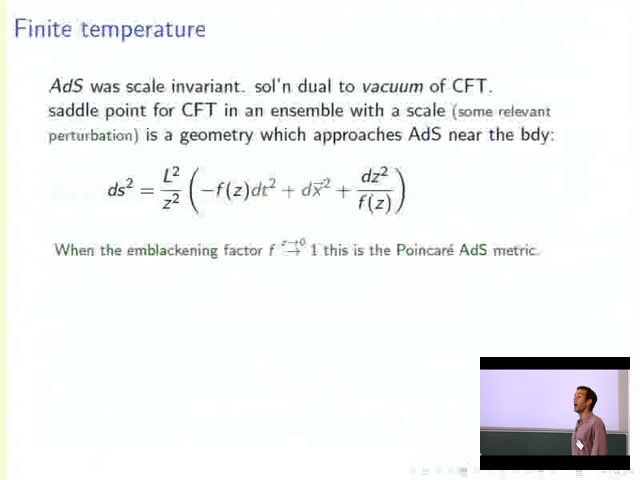 Finite temperature
AdS was scale invariant. sol'n dual to vacuum of CFT.
saddle point for CFT in an ensemble with a scale (some relevant
perturbation) is a geometry which approaches AdS near the bdy:
ds² = L²/z² ( −f(z)dt² + dx⃗² + dz²/f(z) )
When the emblackening factor f →^{z→0} 1 this is the Poincaré AdS metric.